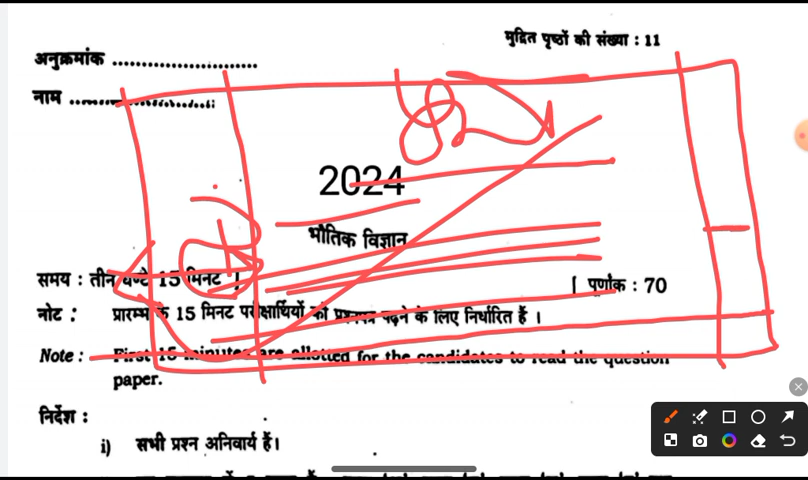 मुद्रित पृष्ठों की संख्या : 11
अनुक्रमांक ..........................
नाम ..........................
2024
भौतिक विज्ञान
समय : तीन घण्टे 15 मिनट ]
[ पूर्णांक : 70
नोट : प्रारम्भ के 15 मिनट परीक्षार्थियों को प्रश्नपत्र पढ़ने के लिए निर्धारित हैं ।
Note : First 15 minutes are allotted for the candidates to read the question
paper.
निर्देश :
i) सभी प्रश्न अनिवार्य हैं।